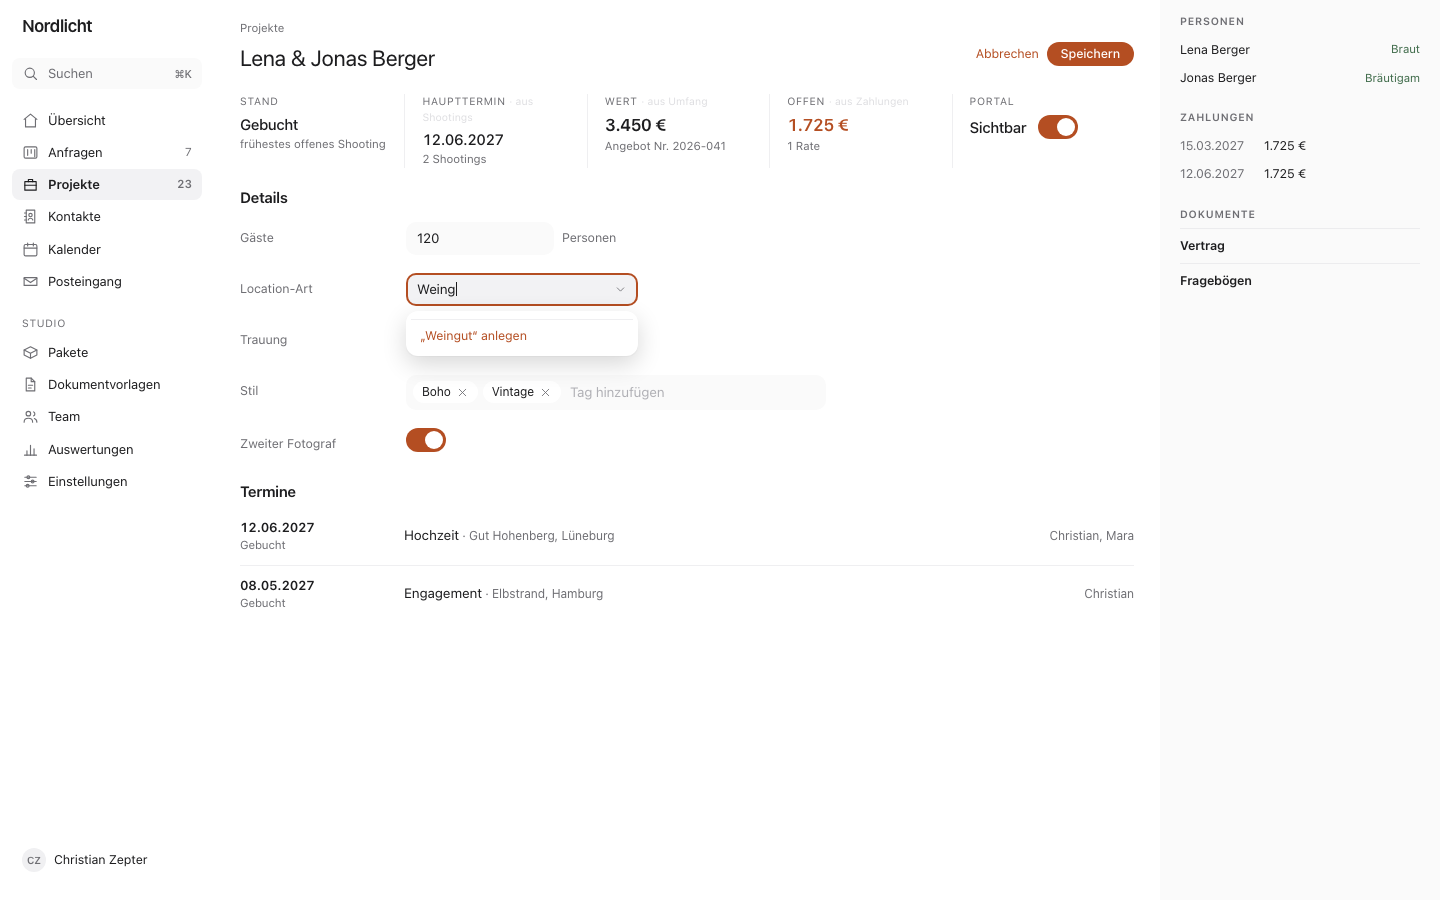 Nordlicht
Suchen ⌘K
Übersicht
Anfragen 7
Projekte 23
Kontakte
Kalender
Posteingang
STUDIO
Pakete
Dokumentvorlagen
Team
Auswertungen
Einstellungen
CZ Christian Zepter
Projekte
Lena & Jonas Berger
Abbrechen Speichern
STAND
Gebucht
frühestes offenes Shooting
HAUPTTERMIN · aus
Shootings
12.06.2027
2 Shootings
WERT · aus Umfang
3.450 €
Angebot Nr. 2026-041
OFFEN · aus Zahlungen
1.725 €
1 Rate
PORTAL
Sichtbar
Details
Gäste 120 Personen
Location-Art Weing
„Weingut“ anlegen
Trauung
Stil Boho Vintage Tag hinzufügen
Zweiter Fotograf
Termine
12.06.2027
Gebucht
Hochzeit · Gut Hohenberg, Lüneburg Christian, Mara
08.05.2027
Gebucht
Engagement · Elbstrand, Hamburg Christian
PERSONEN
Lena Berger Braut
Jonas Berger Bräutigam
ZAHLUNGEN
15.03.2027 1.725 €
12.06.2027 1.725 €
DOKUMENTE
Vertrag
Fragebögen